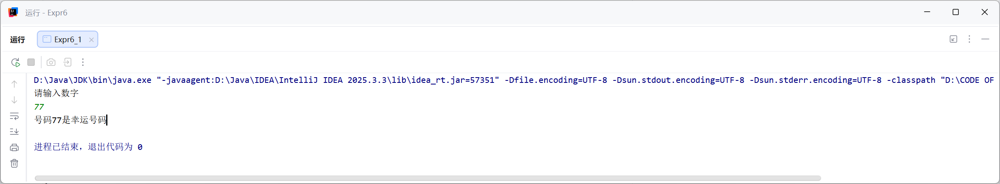 运行 - Expr6
运行 Expr6_1
D:\Java\JDK\bin\java.exe "-javaagent:D:\Java\IDEA\IntelliJ IDEA 2025.3.3\lib\idea_rt.jar=57351" -Dfile.encoding=UTF-8 -Dsun.stdout.encoding=UTF-8 -Dsun.stderr.encoding=UTF-8 -classpath "D:\CODE OF
请输入数字
77
号码77是幸运号码
进程已结束，退出代码为 0